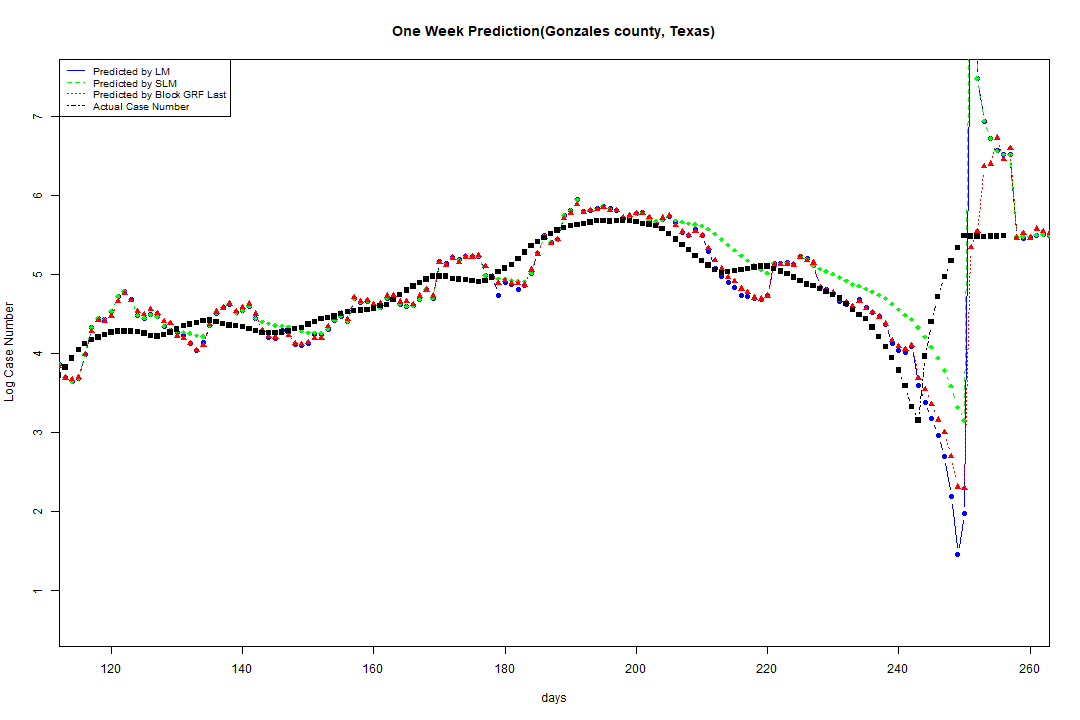 One Week Prediction(Gonzales county, Texas)
Predicted by LM
Predicted by SLM
Predicted by Block GRF Last
Actual Case Number
7
6
5
4
3
2
1
Log Case Number
120 140 160 180 200 220 240 260
days